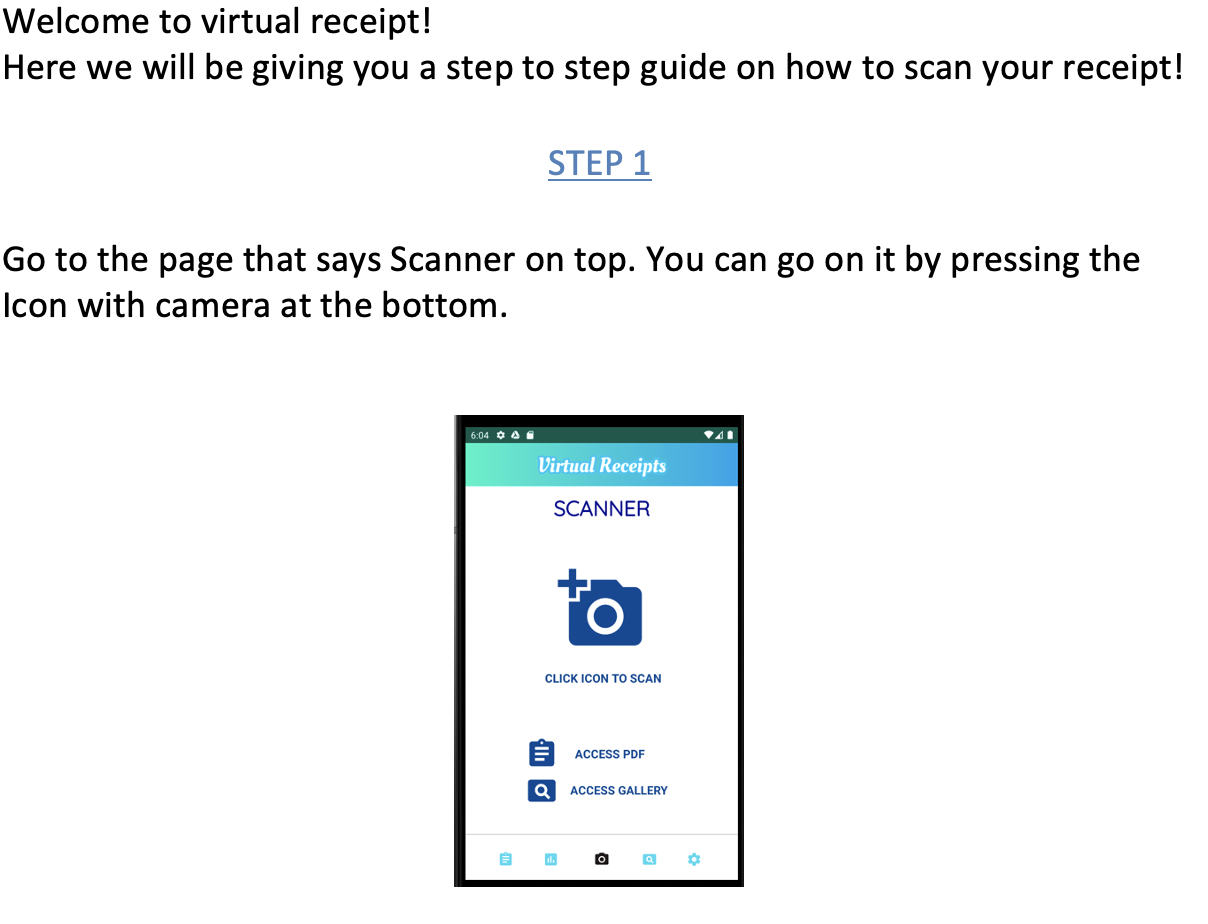 Welcome to virtual receipt!
Here we will be giving you a step to step guide on how to scan your receipt!
STEP 1
Go to the page that says Scanner on top. You can go on it by pressing the
Icon with camera at the bottom.
6:04
Virtual Receipts
SCANNER
CLICK ICON TO SCAN
ACCESS PDF
ACCESS GALLERY